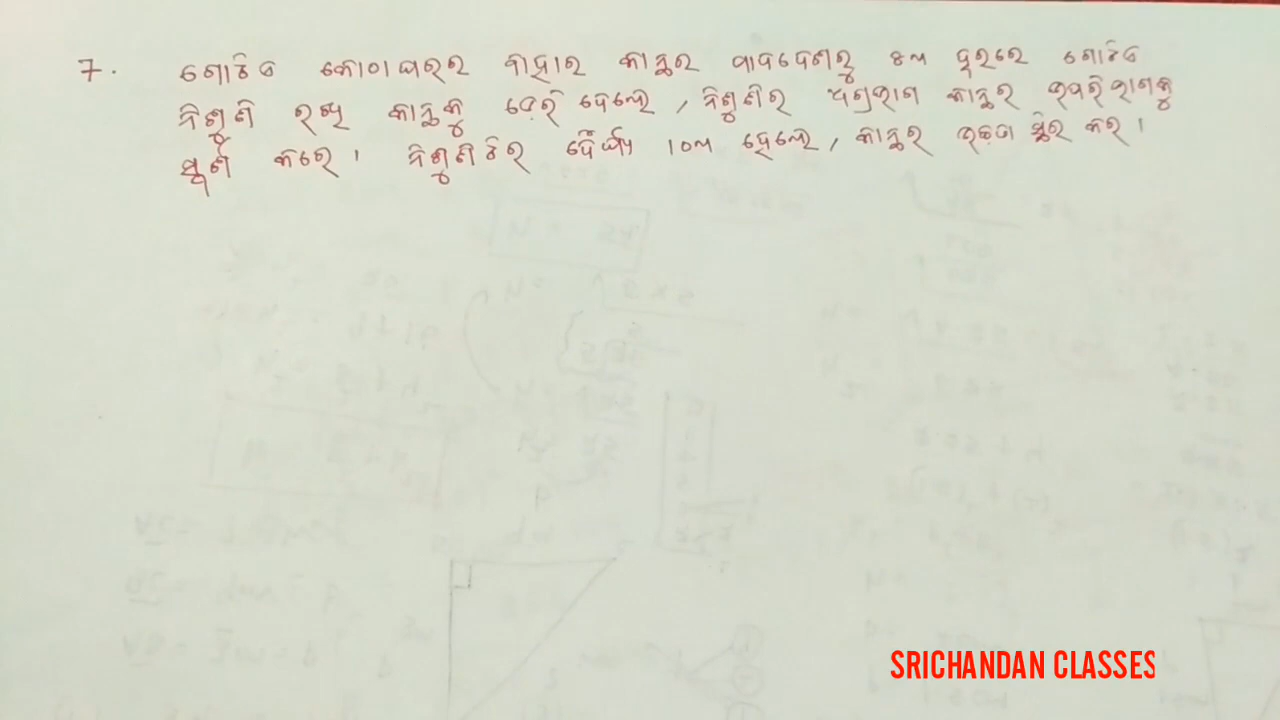 7. ଗୋଟିଏ କୋଠାଘରର ବାହାର କାନ୍ଥର ପାଦଦେଶରୁ ୫ମ ଦୂରରେ ଗୋଟିଏ
ନିଶୁଣି ରଖି କାନ୍ଥକୁ ଡେରି ଦେଲେ, ନିଶୁଣିର ଅଗ୍ରଭାଗ କାନ୍ଥର ଉପରିଭାଗକୁ
ସ୍ପର୍ଶ କରେ । ନିଶୁଣିଟିର ଦୈର୍ଘ୍ୟ ୧୦ମ ହେଲେ, କାନ୍ଥର ଉଚ୍ଚତା ସ୍ଥିର କର ।
SRICHANDAN CLASSES